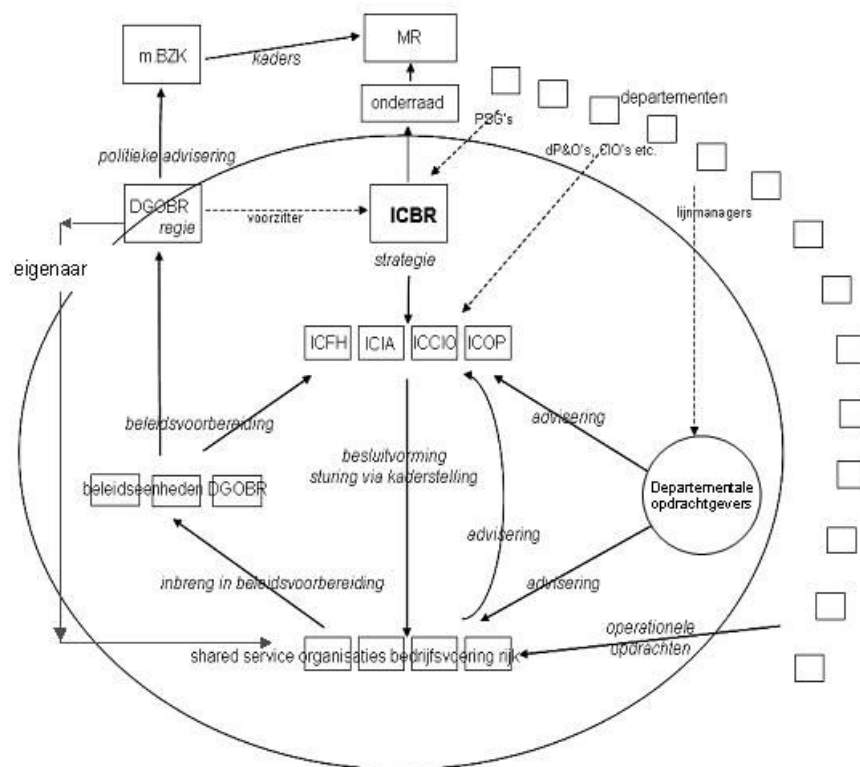 m.BZK
MR
kaders
onderraad
departementen
PSG's
politieke advisering
dP&O's, CIO's etc.
DGOBR
regie
voorzitter
ICBR
lijnmanagers
eigenaar
strategie
ICFH ICIA ICCIO ICOP
beleidsvoorbereiding
advisering
besluitvorming
sturing via kaderstelling
beleidseenheden DGOBR
Departementale
opdrachtgevers
advisering
inbreng in beleidsvoorbereiding
advisering
operationele
opdrachten
shared service organisaties bedrijfsvoering rijk